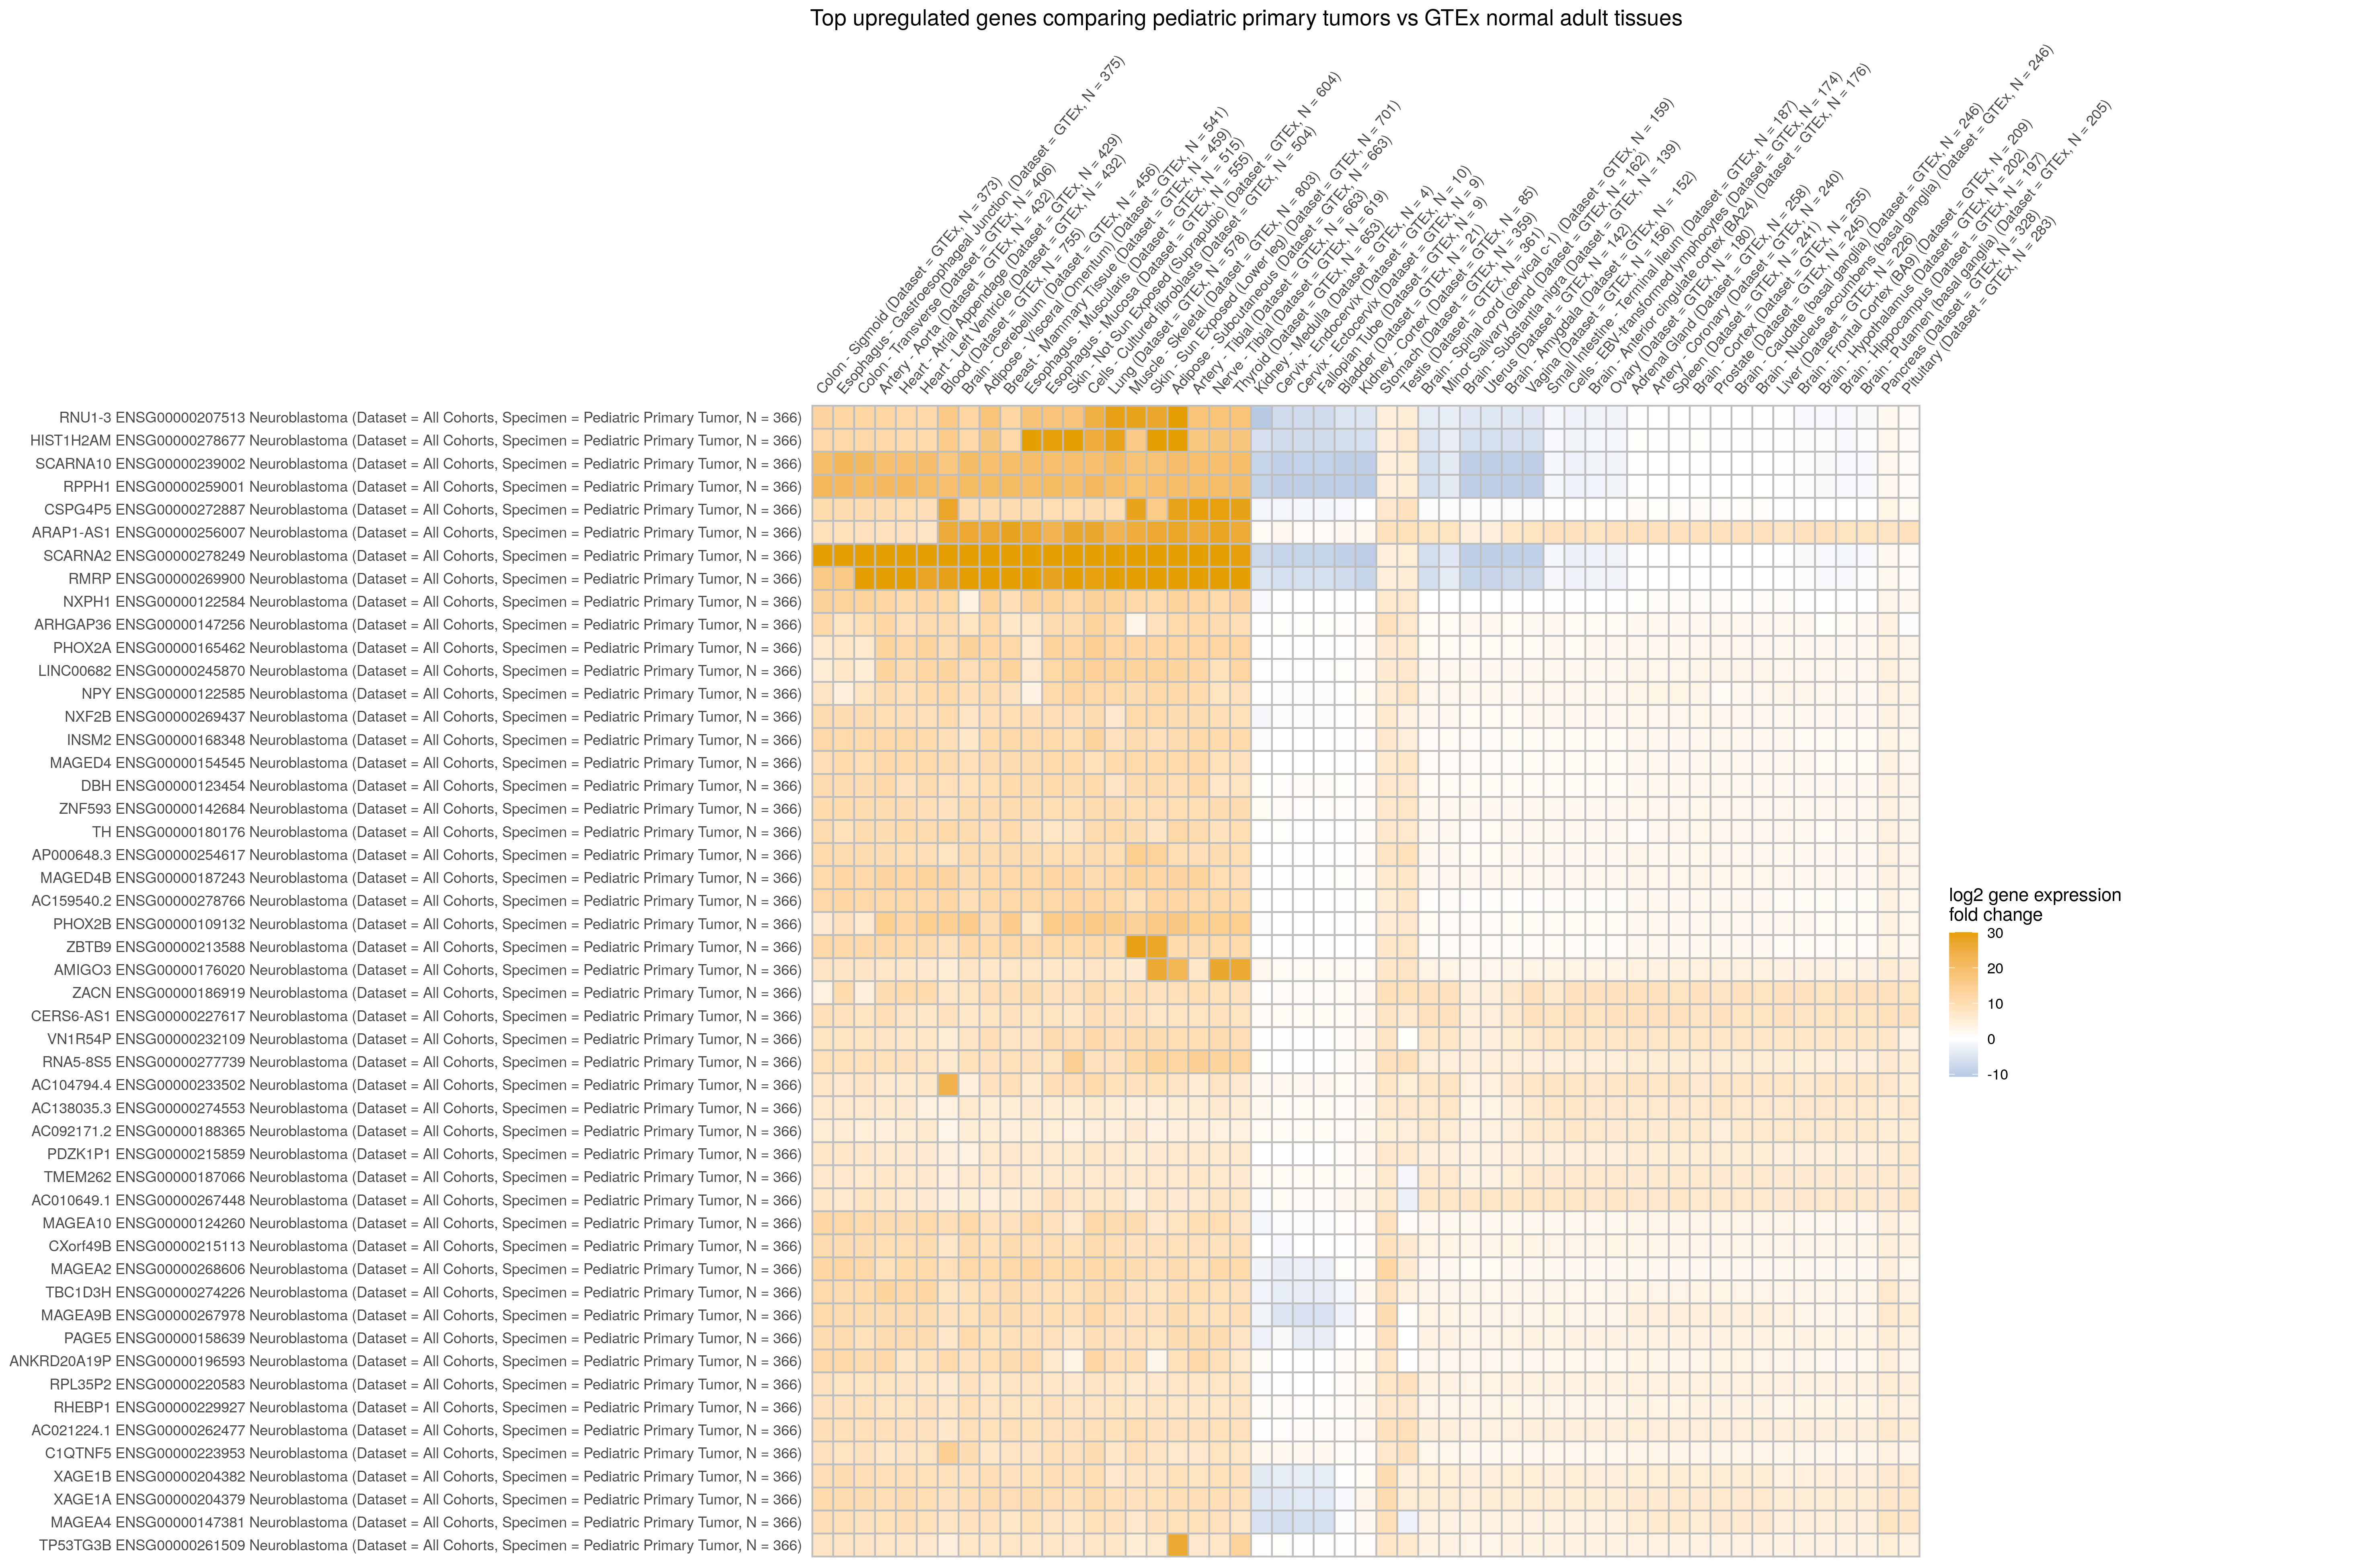 Top upregulated genes comparing pediatric primary tumors vs GTEx normal adult tissues
Colon - Sigmoid (Dataset = GTEx, N = 373)
Esophagus - Gastroesophageal Junction (Dataset = GTEx, N = 375)
Colon - Transverse (Dataset = GTEx, N = 406)
Artery - Aorta (Dataset = GTEx, N = 432)
Heart - Atrial Appendage (Dataset = GTEx, N = 429)
Heart - Left Ventricle (Dataset = GTEx, N = 432)
Blood (Dataset = GTEx, N = 755)
Brain - Cerebellum (Dataset = GTEx, N = 456)
Adipose - Visceral (Omentum) (Dataset = GTEx, N = 541)
Breast - Mammary Tissue (Dataset = GTEx, N = 459)
Esophagus - Muscularis (Dataset = GTEx, N = 515)
Esophagus - Mucosa (Dataset = GTEx, N = 555)
Skin - Not Sun Exposed (Suprapubic) (Dataset = GTEx, N = 604)
Cells - Cultured fibroblasts (Dataset = GTEx, N = 504)
Lung (Dataset = GTEx, N = 578)
Muscle - Skeletal (Dataset = GTEx, N = 803)
Skin - Sun Exposed (Lower leg) (Dataset = GTEx, N = 701)
Adipose - Subcutaneous (Dataset = GTEx, N = 663)
Artery - Tibial (Dataset = GTEx, N = 663)
Nerve - Tibial (Dataset = GTEx, N = 619)
Thyroid (Dataset = GTEx, N = 653)
Kidney - Medulla (Dataset = GTEx, N = 4)
Cervix - Endocervix (Dataset = GTEx, N = 10)
Cervix - Ectocervix (Dataset = GTEx, N = 9)
Fallopian Tube (Dataset = GTEx, N = 9)
Bladder (Dataset = GTEx, N = 21)
Kidney - Cortex (Dataset = GTEx, N = 85)
Stomach (Dataset = GTEx, N = 359)
Testis (Dataset = GTEx, N = 361)
Brain - Spinal cord (cervical c-1) (Dataset = GTEx, N = 159)
Minor Salivary Gland (Dataset = GTEx, N = 162)
Brain - Substantia nigra (Dataset = GTEx, N = 139)
Uterus (Dataset = GTEx, N = 142)
Brain - Amygdala (Dataset = GTEx, N = 152)
Vagina (Dataset = GTEx, N = 156)
Small Intestine - Terminal Ileum (Dataset = GTEx, N = 187)
Cells - EBV-transformed lymphocytes (Dataset = GTEx, N = 174)
Brain - Anterior cingulate cortex (BA24) (Dataset = GTEx, N = 176)
Ovary (Dataset = GTEx, N = 180)
Adrenal Gland (Dataset = GTEx, N = 258)
Artery - Coronary (Dataset = GTEx, N = 240)
Spleen (Dataset = GTEx, N = 241)
Brain - Cortex (Dataset = GTEx, N = 255)
Prostate (Dataset = GTEx, N = 245)
Brain - Caudate (basal ganglia) (Dataset = GTEx, N = 246)
Brain - Nucleus accumbens (basal ganglia) (Dataset = GTEx, N = 246)
Liver (Dataset = GTEx, N = 226)
Brain - Frontal Cortex (BA9) (Dataset = GTEx, N = 209)
Brain - Hypothalamus (Dataset = GTEx, N = 202)
Brain - Hippocampus (Dataset = GTEx, N = 197)
Brain - Putamen (basal ganglia) (Dataset = GTEx, N = 205)
Pancreas (Dataset = GTEx, N = 328)
Pituitary (Dataset = GTEx, N = 283)
RNU1-3 ENSG00000207513 Neuroblastoma (Dataset = All Cohorts, Specimen = Pediatric Primary Tumor, N = 366)
HIST1H2AM ENSG00000278677 Neuroblastoma (Dataset = All Cohorts, Specimen = Pediatric Primary Tumor, N = 366)
SCARNA10 ENSG00000239002 Neuroblastoma (Dataset = All Cohorts, Specimen = Pediatric Primary Tumor, N = 366)
RPPH1 ENSG00000259001 Neuroblastoma (Dataset = All Cohorts, Specimen = Pediatric Primary Tumor, N = 366)
CSPG4P5 ENSG00000272887 Neuroblastoma (Dataset = All Cohorts, Specimen = Pediatric Primary Tumor, N = 366)
ARAP1-AS1 ENSG00000256007 Neuroblastoma (Dataset = All Cohorts, Specimen = Pediatric Primary Tumor, N = 366)
SCARNA2 ENSG00000278249 Neuroblastoma (Dataset = All Cohorts, Specimen = Pediatric Primary Tumor, N = 366)
RMRP ENSG00000269900 Neuroblastoma (Dataset = All Cohorts, Specimen = Pediatric Primary Tumor, N = 366)
NXPH1 ENSG00000122584 Neuroblastoma (Dataset = All Cohorts, Specimen = Pediatric Primary Tumor, N = 366)
ARHGAP36 ENSG00000147256 Neuroblastoma (Dataset = All Cohorts, Specimen = Pediatric Primary Tumor, N = 366)
PHOX2A ENSG00000165462 Neuroblastoma (Dataset = All Cohorts, Specimen = Pediatric Primary Tumor, N = 366)
LINC00682 ENSG00000245870 Neuroblastoma (Dataset = All Cohorts, Specimen = Pediatric Primary Tumor, N = 366)
NPY ENSG00000122585 Neuroblastoma (Dataset = All Cohorts, Specimen = Pediatric Primary Tumor, N = 366)
NXF2B ENSG00000269437 Neuroblastoma (Dataset = All Cohorts, Specimen = Pediatric Primary Tumor, N = 366)
INSM2 ENSG00000168348 Neuroblastoma (Dataset = All Cohorts, Specimen = Pediatric Primary Tumor, N = 366)
MAGED4 ENSG00000154545 Neuroblastoma (Dataset = All Cohorts, Specimen = Pediatric Primary Tumor, N = 366)
DBH ENSG00000123454 Neuroblastoma (Dataset = All Cohorts, Specimen = Pediatric Primary Tumor, N = 366)
ZNF593 ENSG00000142684 Neuroblastoma (Dataset = All Cohorts, Specimen = Pediatric Primary Tumor, N = 366)
TH ENSG00000180176 Neuroblastoma (Dataset = All Cohorts, Specimen = Pediatric Primary Tumor, N = 366)
AP000648.3 ENSG00000254617 Neuroblastoma (Dataset = All Cohorts, Specimen = Pediatric Primary Tumor, N = 366)
MAGED4B ENSG00000187243 Neuroblastoma (Dataset = All Cohorts, Specimen = Pediatric Primary Tumor, N = 366)
AC159540.2 ENSG00000278766 Neuroblastoma (Dataset = All Cohorts, Specimen = Pediatric Primary Tumor, N = 366)
PHOX2B ENSG00000109132 Neuroblastoma (Dataset = All Cohorts, Specimen = Pediatric Primary Tumor, N = 366)
ZBTB9 ENSG00000213588 Neuroblastoma (Dataset = All Cohorts, Specimen = Pediatric Primary Tumor, N = 366)
AMIGO3 ENSG00000176020 Neuroblastoma (Dataset = All Cohorts, Specimen = Pediatric Primary Tumor, N = 366)
ZACN ENSG00000186919 Neuroblastoma (Dataset = All Cohorts, Specimen = Pediatric Primary Tumor, N = 366)
CERS6-AS1 ENSG00000227617 Neuroblastoma (Dataset = All Cohorts, Specimen = Pediatric Primary Tumor, N = 366)
VN1R54P ENSG00000232109 Neuroblastoma (Dataset = All Cohorts, Specimen = Pediatric Primary Tumor, N = 366)
RNA5-8S5 ENSG00000277739 Neuroblastoma (Dataset = All Cohorts, Specimen = Pediatric Primary Tumor, N = 366)
AC104794.4 ENSG00000233502 Neuroblastoma (Dataset = All Cohorts, Specimen = Pediatric Primary Tumor, N = 366)
AC138035.3 ENSG00000274553 Neuroblastoma (Dataset = All Cohorts, Specimen = Pediatric Primary Tumor, N = 366)
AC092171.2 ENSG00000188365 Neuroblastoma (Dataset = All Cohorts, Specimen = Pediatric Primary Tumor, N = 366)
PDZK1P1 ENSG00000215859 Neuroblastoma (Dataset = All Cohorts, Specimen = Pediatric Primary Tumor, N = 366)
TMEM262 ENSG00000187066 Neuroblastoma (Dataset = All Cohorts, Specimen = Pediatric Primary Tumor, N = 366)
AC010649.1 ENSG00000267448 Neuroblastoma (Dataset = All Cohorts, Specimen = Pediatric Primary Tumor, N = 366)
MAGEA10 ENSG00000124260 Neuroblastoma (Dataset = All Cohorts, Specimen = Pediatric Primary Tumor, N = 366)
CXorf49B ENSG00000215113 Neuroblastoma (Dataset = All Cohorts, Specimen = Pediatric Primary Tumor, N = 366)
MAGEA2 ENSG00000268606 Neuroblastoma (Dataset = All Cohorts, Specimen = Pediatric Primary Tumor, N = 366)
TBC1D3H ENSG00000274226 Neuroblastoma (Dataset = All Cohorts, Specimen = Pediatric Primary Tumor, N = 366)
MAGEA9B ENSG00000267978 Neuroblastoma (Dataset = All Cohorts, Specimen = Pediatric Primary Tumor, N = 366)
PAGE5 ENSG00000158639 Neuroblastoma (Dataset = All Cohorts, Specimen = Pediatric Primary Tumor, N = 366)
ANKRD20A19P ENSG00000196593 Neuroblastoma (Dataset = All Cohorts, Specimen = Pediatric Primary Tumor, N = 366)
RPL35P2 ENSG00000220583 Neuroblastoma (Dataset = All Cohorts, Specimen = Pediatric Primary Tumor, N = 366)
RHEBP1 ENSG00000229927 Neuroblastoma (Dataset = All Cohorts, Specimen = Pediatric Primary Tumor, N = 366)
AC021224.1 ENSG00000262477 Neuroblastoma (Dataset = All Cohorts, Specimen = Pediatric Primary Tumor, N = 366)
C1QTNF5 ENSG00000223953 Neuroblastoma (Dataset = All Cohorts, Specimen = Pediatric Primary Tumor, N = 366)
XAGE1B ENSG00000204382 Neuroblastoma (Dataset = All Cohorts, Specimen = Pediatric Primary Tumor, N = 366)
XAGE1A ENSG00000204379 Neuroblastoma (Dataset = All Cohorts, Specimen = Pediatric Primary Tumor, N = 366)
MAGEA4 ENSG00000147381 Neuroblastoma (Dataset = All Cohorts, Specimen = Pediatric Primary Tumor, N = 366)
TP53TG3B ENSG00000261509 Neuroblastoma (Dataset = All Cohorts, Specimen = Pediatric Primary Tumor, N = 366)
log2 gene expression
fold change
30
20
10
0
-10